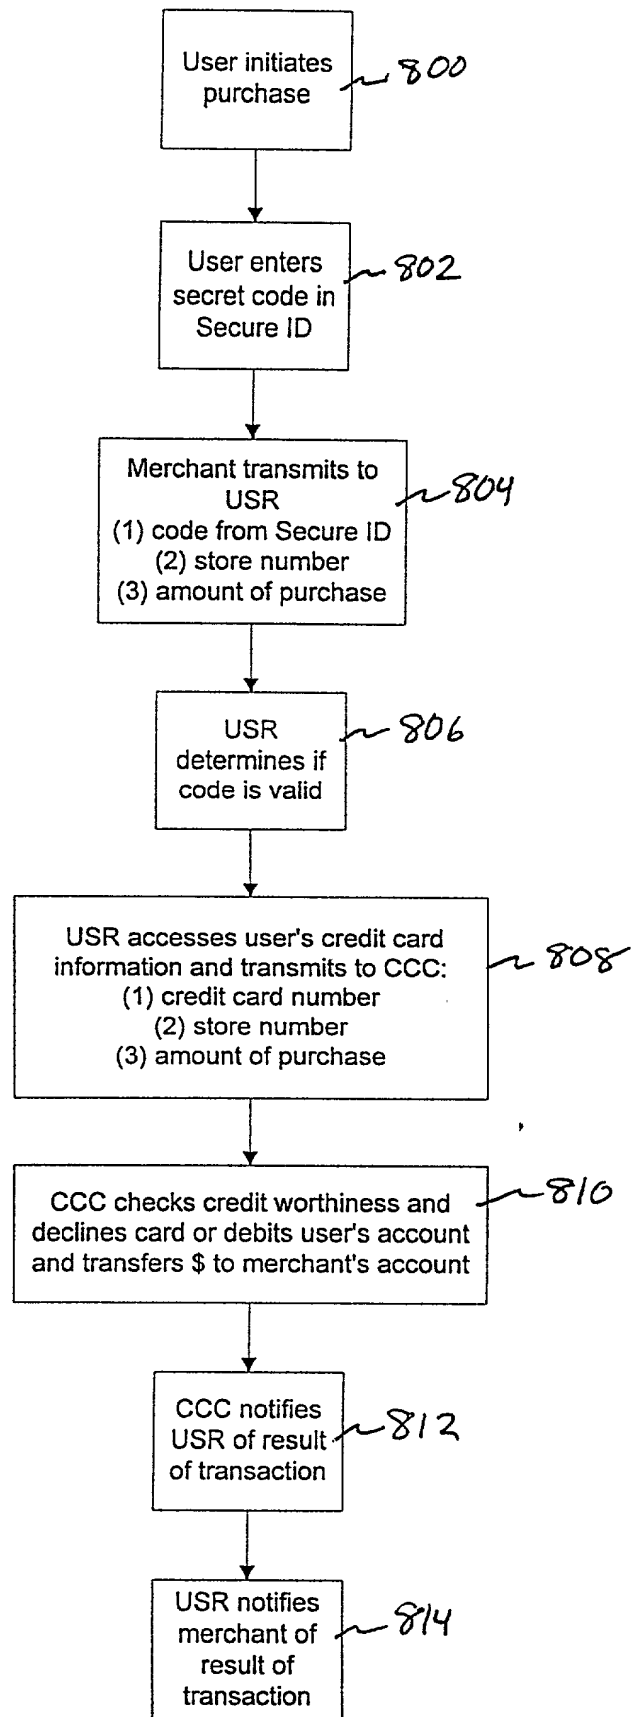 User initiates
purchase
800
User enters
secret code in
Secure ID
802
Merchant transmits to
USR
(1) code from Secure ID
(2) store number
(3) amount of purchase
804
USR
determines if
code is valid
806
USR accesses user's credit card
information and transmits to CCC:
(1) credit card number
(2) store number
(3) amount of purchase
808
CCC checks credit worthiness and
declines card or debits user's account
and transfers $ to merchant's account
810
CCC notifies
USR of result
of transaction
812
USR notifies
merchant of
result of
transaction
814